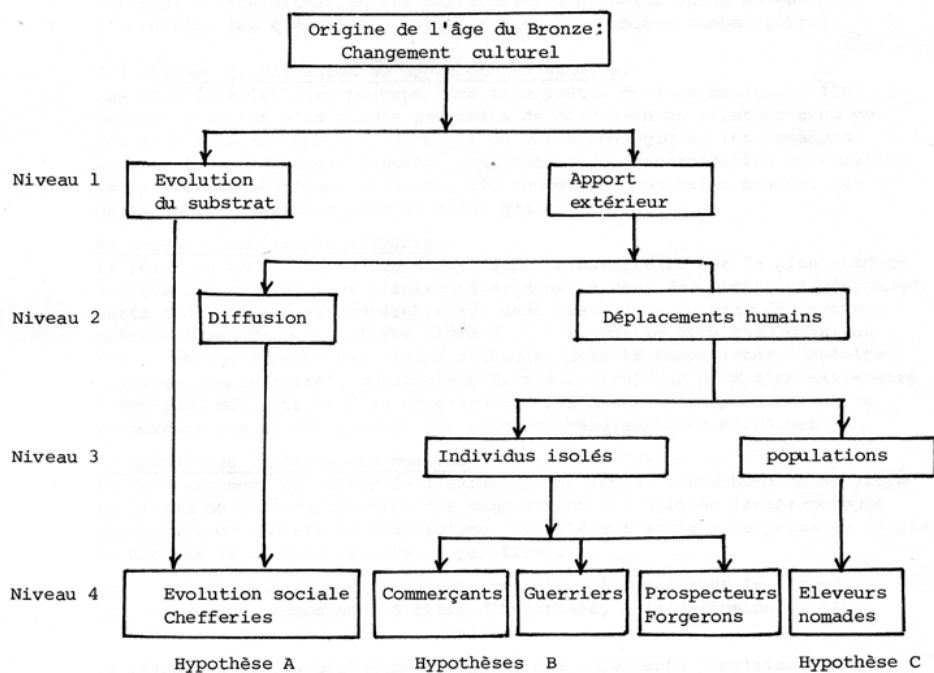 Origine de l'âge du Bronze:
Changement culturel
Niveau 1
Evolution
du substrat
Apport
extérieur
Niveau 2
Diffusion
Déplacements humains
Niveau 3
Individus isolés
populations
Niveau 4
Evolution sociale
Chefferies
Commerçants
Guerriers
Prospecteurs
Forgerons
Eleveurs
nomades
Hypothèse A
Hypothèses B
Hypothèse C